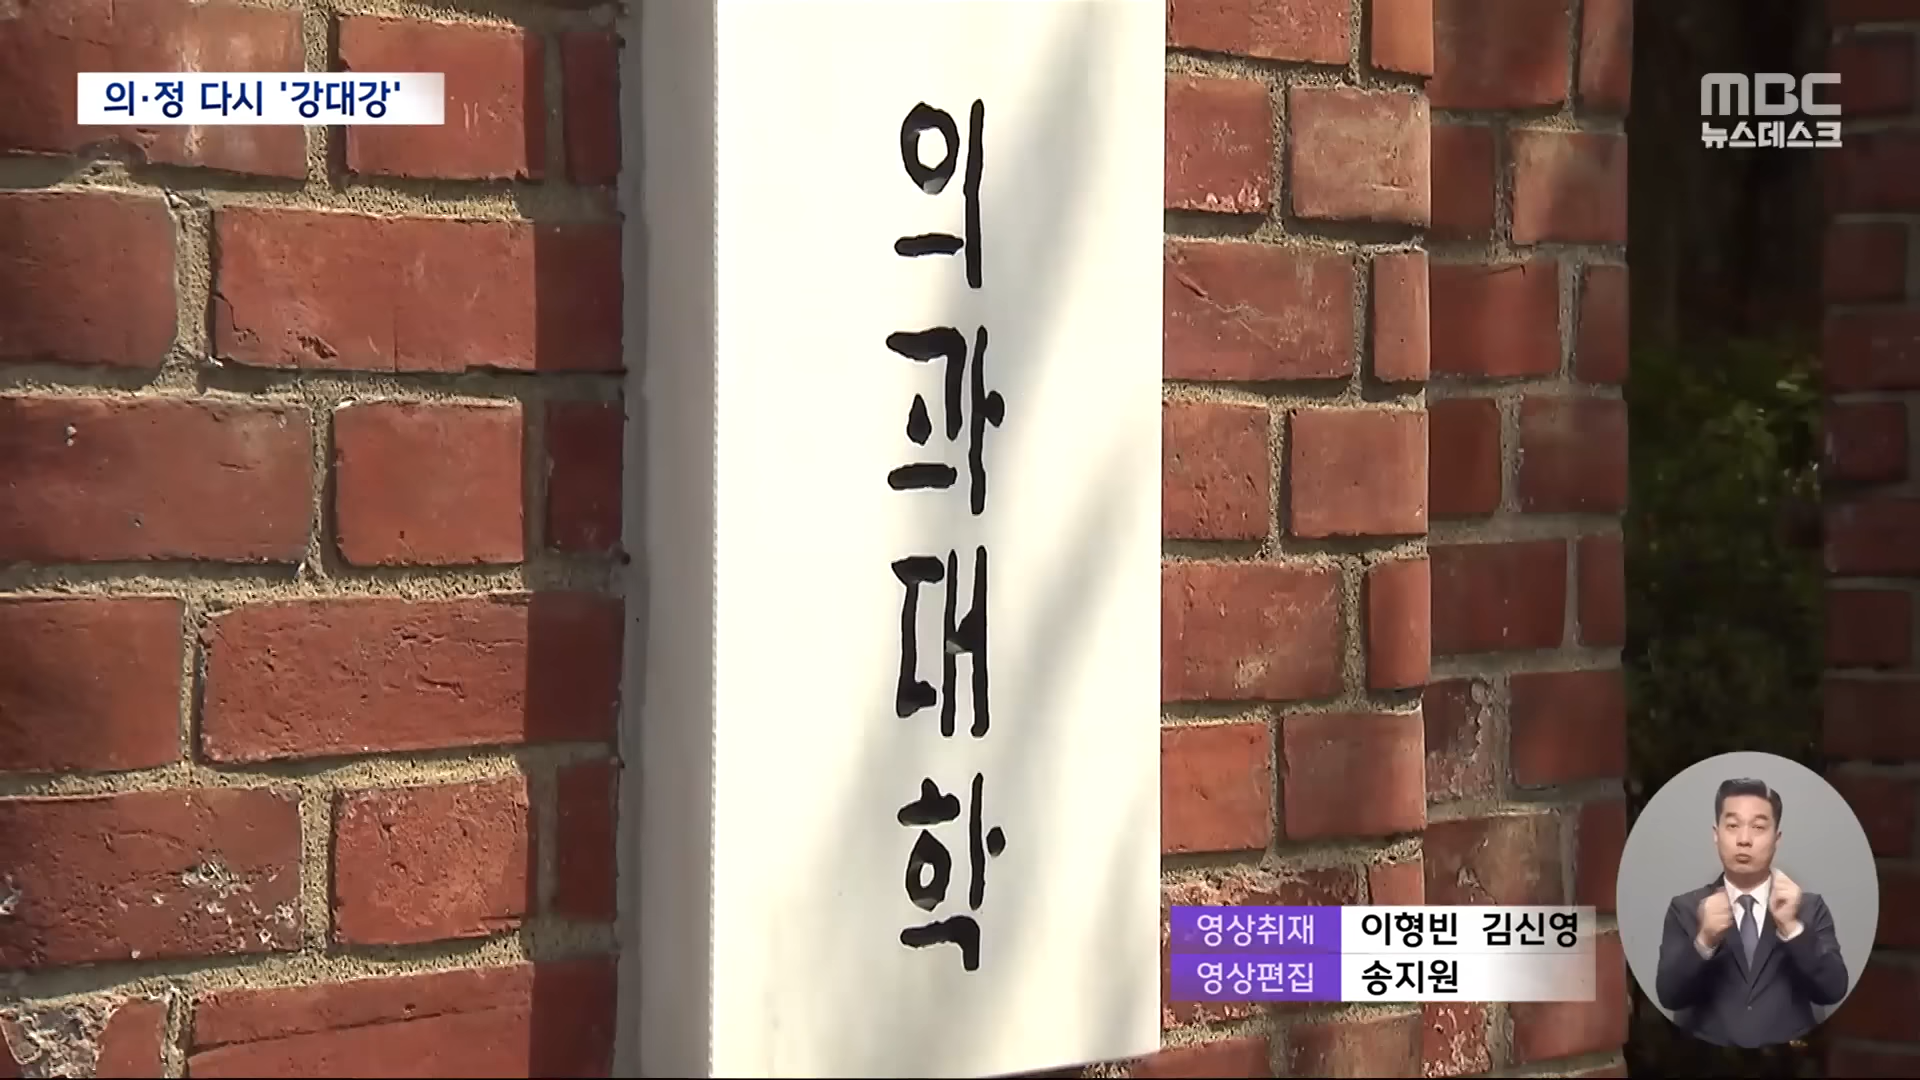 의·정 다시 '강대강'
MBC
뉴스데스크
의과대학
영상취재 이형빈 김신영
영상편집 송지원